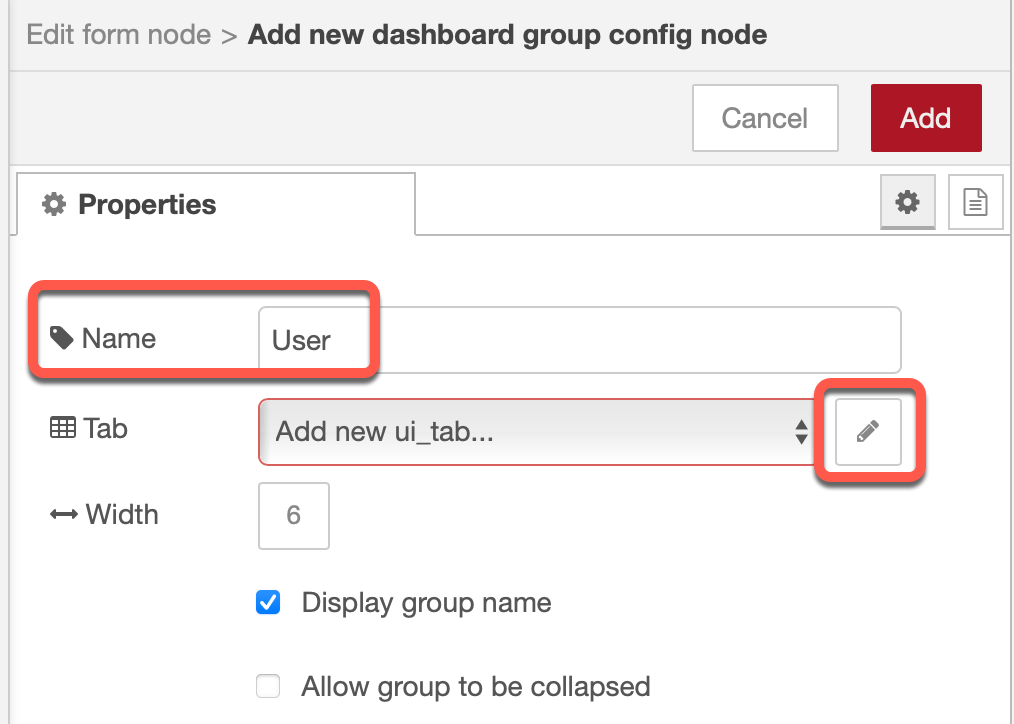 Edit form node > Add new dashboard group config node
Cancel Add
Properties
Name User
Tab Add new ui_tab...
Width 6
Display group name
Allow group to be collapsed